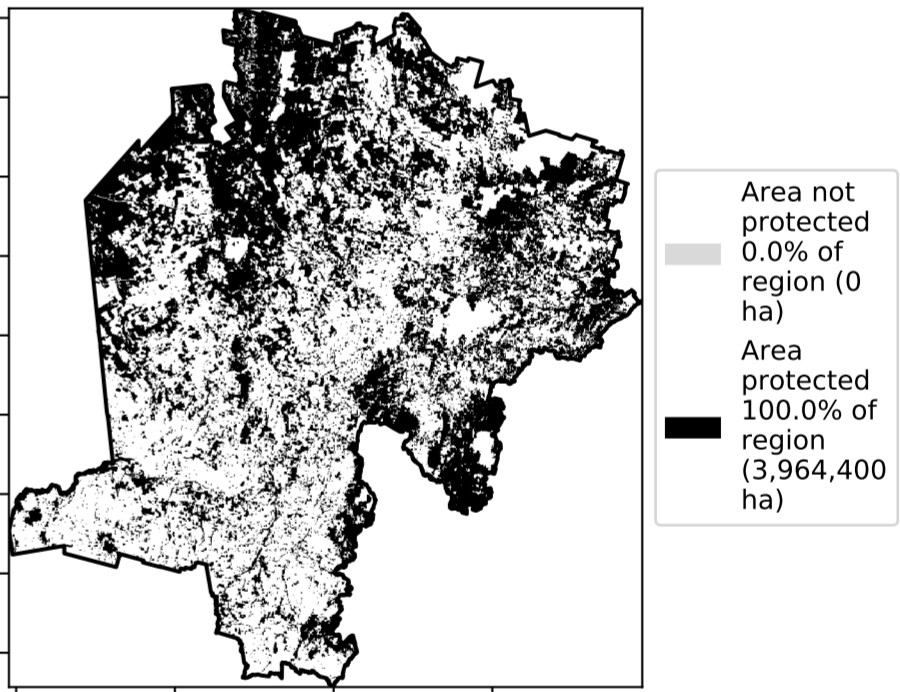 Area not
protected
0.0% of
region (0
ha)
Area
protected
100.0% of
region
(3,964,400
ha)